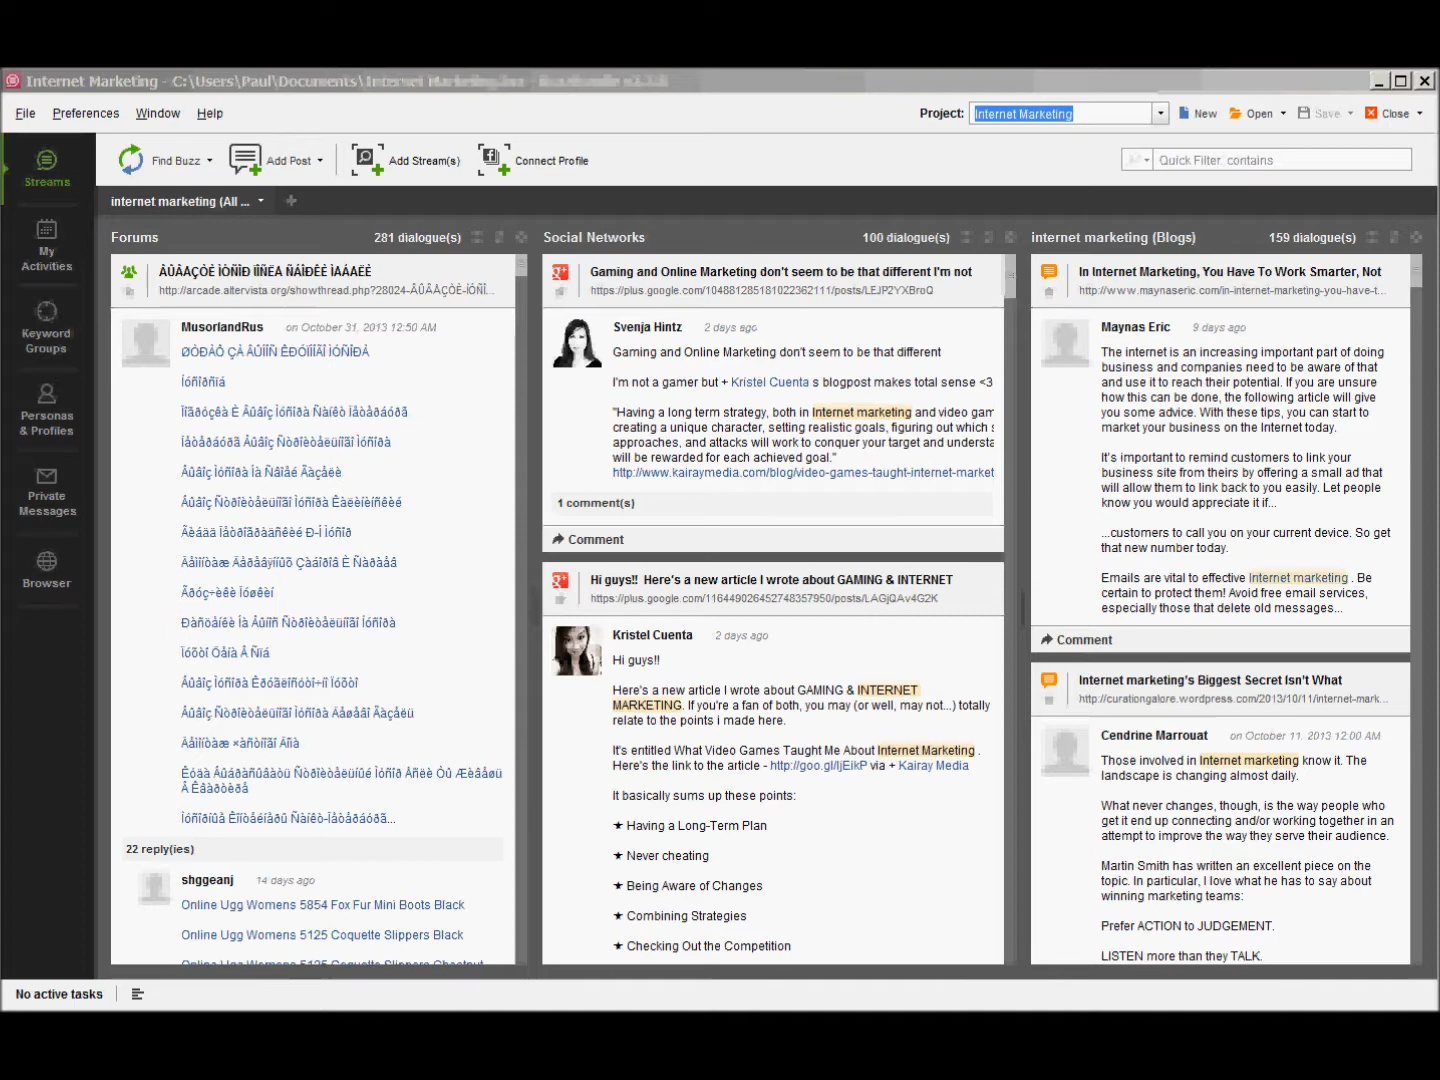 Internet Marketing - C:\Users\Paul\Documents\Internet Marketing
File Preferences Window Help
Project: Internet Marketing New Open Save Close
Streams
Find Buzz Add Post Add Stream(s) Connect Profile
Quick Filter contains
My
Activities
Keyword
Groups
Personas
& Profiles
Private
Messages
Browser
internet marketing (All ...
Forums 281 dialogue(s)
http://arcade.altervista.org/showthread.php?28024-
MusorlandRus on October 31, 2013 12:50 AM
22 reply(ies)
shggeanj 14 days ago
Online Ugg Womens 5854 Fox Fur Mini Boots Black
Online Ugg Womens 5125 Coquette Slippers Black
Online Ugg Womens 5125 Coquette Slippers Chestnut
Social Networks 100 dialogue(s)
Gaming and Online Marketing don't seem to be that different I'm not
https://plus.google.com/104881285181022362111/posts/LEJP2YXBroQ
Svenja Hintz 2 days ago
Gaming and Online Marketing don't seem to be that different
I'm not a gamer but + Kristel Cuenta s blogpost makes total sense <3
"Having a long term strategy, both in Internet marketing and video gam
creating a unique character, setting realistic goals, figuring out which s
approaches, and attacks will work to conquer your target and understa
will be rewarded for each achieved goal."
http://www.kairaymedia.com/blog/video-games-taught-internet-market
1 comment(s)
Comment
Hi guys!! Here's a new article I wrote about GAMING & INTERNET
https://plus.google.com/116449026452748357950/posts/LAGjQAv4G2K
Kristel Cuenta 2 days ago
Hi guys!!
Here's a new article I wrote about GAMING & INTERNET
MARKETING. If you're a fan of both, you may (or well, may not...) totally
relate to the points i made here.
It's entitled What Video Games Taught Me About Internet Marketing .
Here's the link to the article - http://goo.gl/IjEikP via + Kairay Media
It basically sums up these points:
★ Having a Long-Term Plan
★ Never cheating
★ Being Aware of Changes
★ Combining Strategies
★ Checking Out the Competition
internet marketing (Blogs) 159 dialogue(s)
In Internet Marketing, You Have To Work Smarter, Not
http://www.maynaseric.com/in-internet-marketing-you-have-t...
Maynas Eric 9 days ago
The internet is an increasing important part of doing
business and companies need to be aware of that
and use it to reach their potential. If you are unsure
how this can be done, the following article will give
you some advice. With these tips, you can start to
market your business on the Internet today.
It's important to remind customers to link your
business site from theirs by offering a small ad that
will allow them to link back to you easily. Let people
know you would appreciate it if...
...customers to call you on your current device. So get
that new number today.
Emails are vital to effective Internet marketing . Be
certain to protect them! Avoid free email services,
especially those that delete old messages...
Comment
Internet marketing's Biggest Secret Isn't What
http://curationgalore.wordpress.com/2013/10/11/internet-mark...
Cendrine Marrouat on October 11, 2013 12:00 AM
Those involved in Internet marketing know it. The
landscape is changing almost daily.
What never changes, though, is the way people who
get it end up connecting and/or working together in an
attempt to improve the way they serve their audience.
Martin Smith has written an excellent piece on the
topic. In particular, I love what he has to say about
winning marketing teams:
Prefer ACTION to JUDGEMENT.
LISTEN more than they TALK.
No active tasks